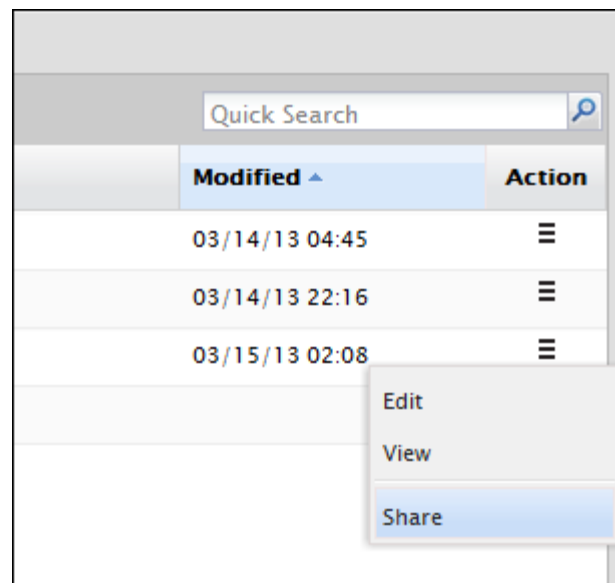 Quick Search
Modified Action
03/14/13 04:45
03/14/13 22:16
03/15/13 02:08
Edit
View
Share